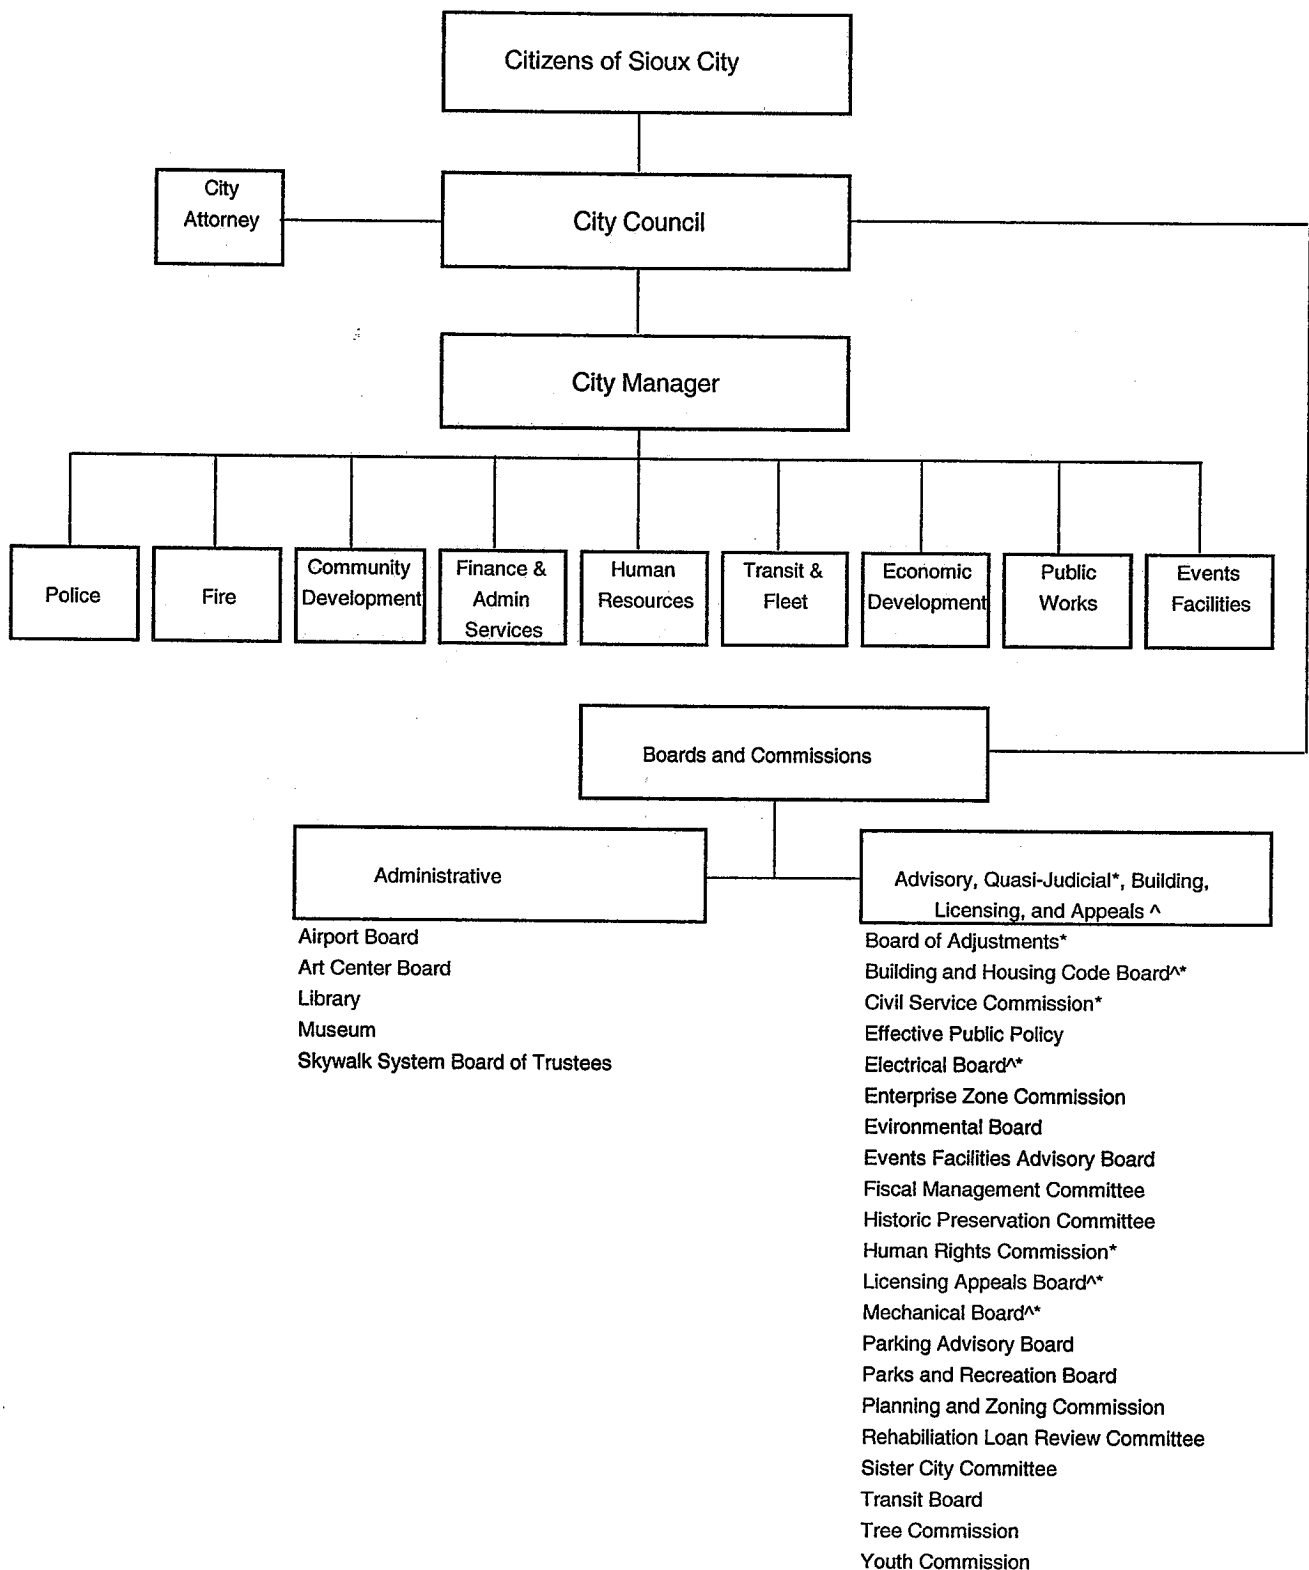 Citizens of Sioux City
City
Attorney
City Council
City Manager
Police
Fire
Community
Development
Finance &
Admin
Services
Human
Resources
Transit &
Fleet
Economic
Development
Public
Works
Events
Facilities
Boards and Commissions
Administrative
Airport Board
Art Center Board
Library
Museum
Skywalk System Board of Trustees
Advisory, Quasi-Judicial*, Building,
Licensing, and Appeals ^
Board of Adjustments*
Building and Housing Code Board^*
Civil Service Commission*
Effective Public Policy
Electrical Board^*
Enterprise Zone Commission
Evironmental Board
Events Facilities Advisory Board
Fiscal Management Committee
Historic Preservation Committee
Human Rights Commission*
Licensing Appeals Board^*
Mechanical Board^*
Parking Advisory Board
Parks and Recreation Board
Planning and Zoning Commission
Rehabiliation Loan Review Committee
Sister City Committee
Transit Board
Tree Commission
Youth Commission